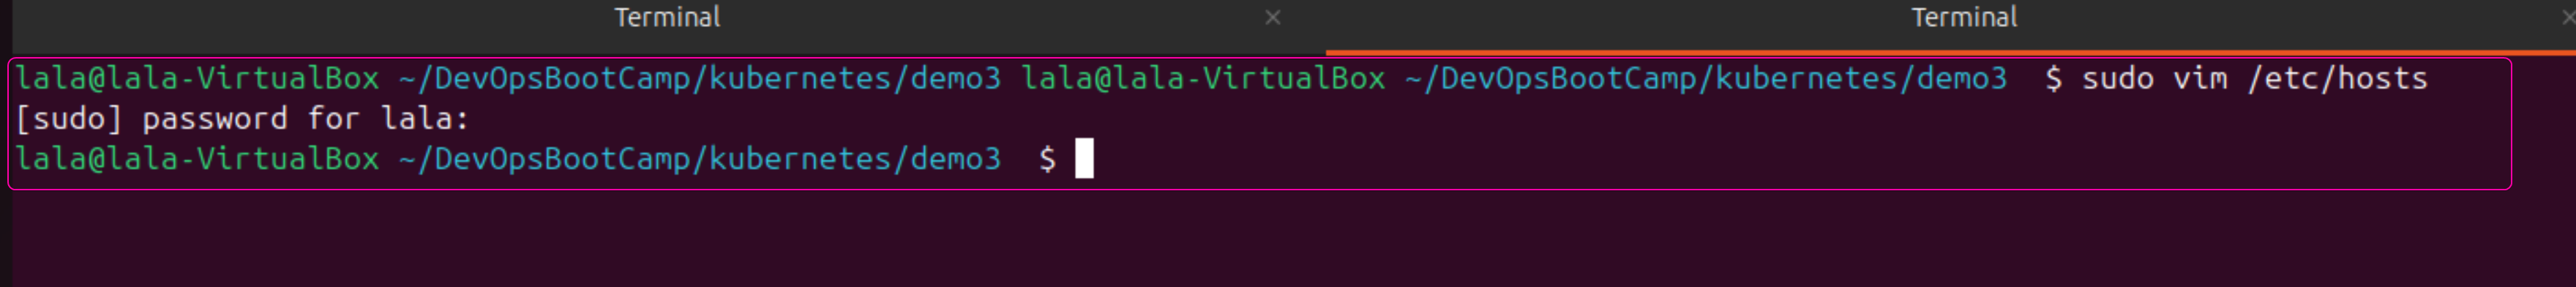 Terminal × Terminal ×
lala@lala-VirtualBox ~/DevOpsBootCamp/kubernetes/demo3 lala@lala-VirtualBox ~/DevOpsBootCamp/kubernetes/demo3  $ sudo vim /etc/hosts
[sudo] password for lala:
lala@lala-VirtualBox ~/DevOpsBootCamp/kubernetes/demo3  $